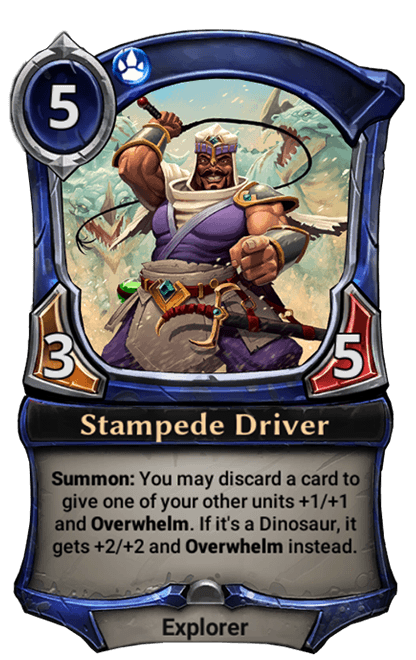 5
3
5
Stampede Driver
Summon: You may discard a card to
give one of your other units +1/+1
and Overwhelm. If it's a Dinosaur, it
gets +2/+2 and Overwhelm instead.
Explorer